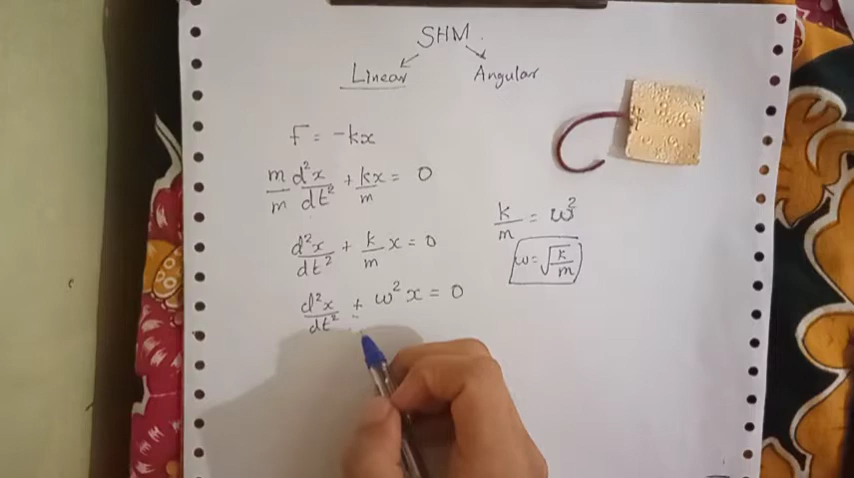 SHM.
Linear Angular
F = -kx
m/m d²x/dt² + kx/m = 0
k/m = ω²
d²x/dt² + k/m x = 0
ω = √(k/m)
d²x/dt² + ω² x = 0